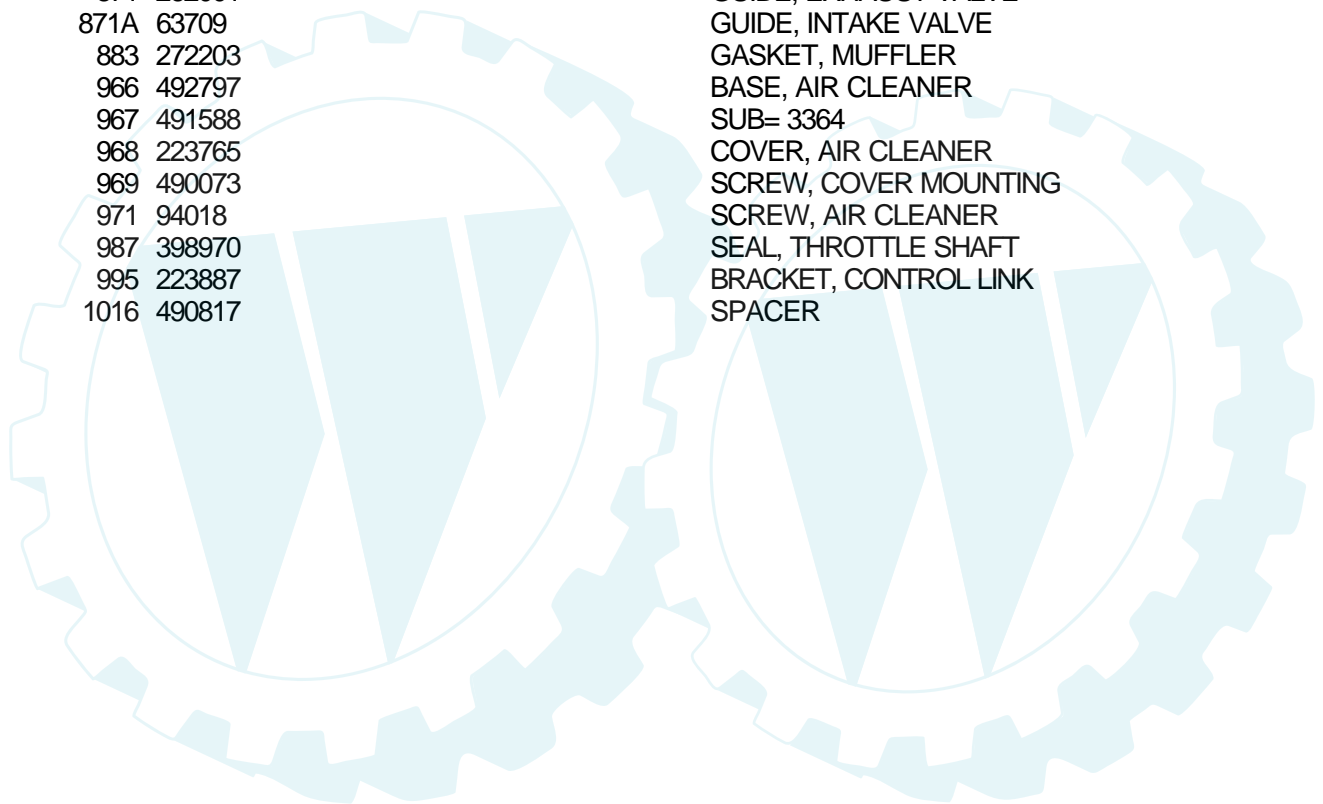 871A 63709 GUIDE, INTAKE VALVE
883 272203 GASKET, MUFFLER
966 492797 BASE, AIR CLEANER
967 491588 SUB= 3364
968 223765 COVER, AIR CLEANER
969 490073 SCREW, COVER MOUNTING
971 94018 SCREW, AIR CLEANER
987 398970 SEAL, THROTTLE SHAFT
995 223887 BRACKET, CONTROL LINK
1016 490817 SPACER